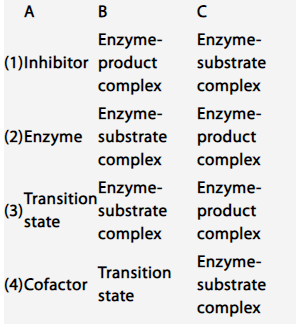 A B C
Enzyme- Enzyme-
(1)Inhibitor product substrate
complex complex
Enzyme- Enzyme-
(2)Enzyme substrate product
complex complex
Transition Enzyme- Enzyme-
(3) state substrate product
complex complex
Enzyme-
(4)Cofactor Transition state substrate
complex